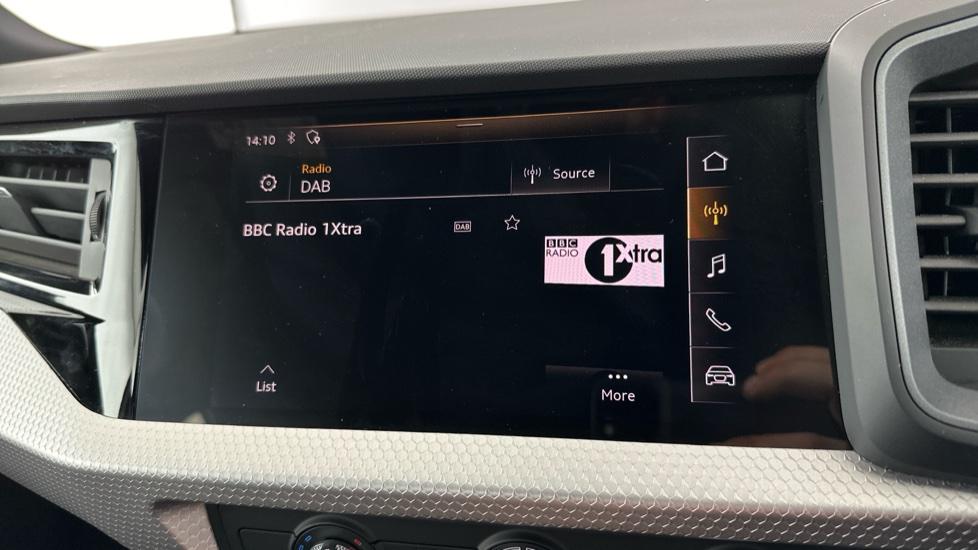 14:10
Radio
DAB
Source
BBC Radio 1Xtra
DAB
BBC
RADIO
1Xtra
List
More